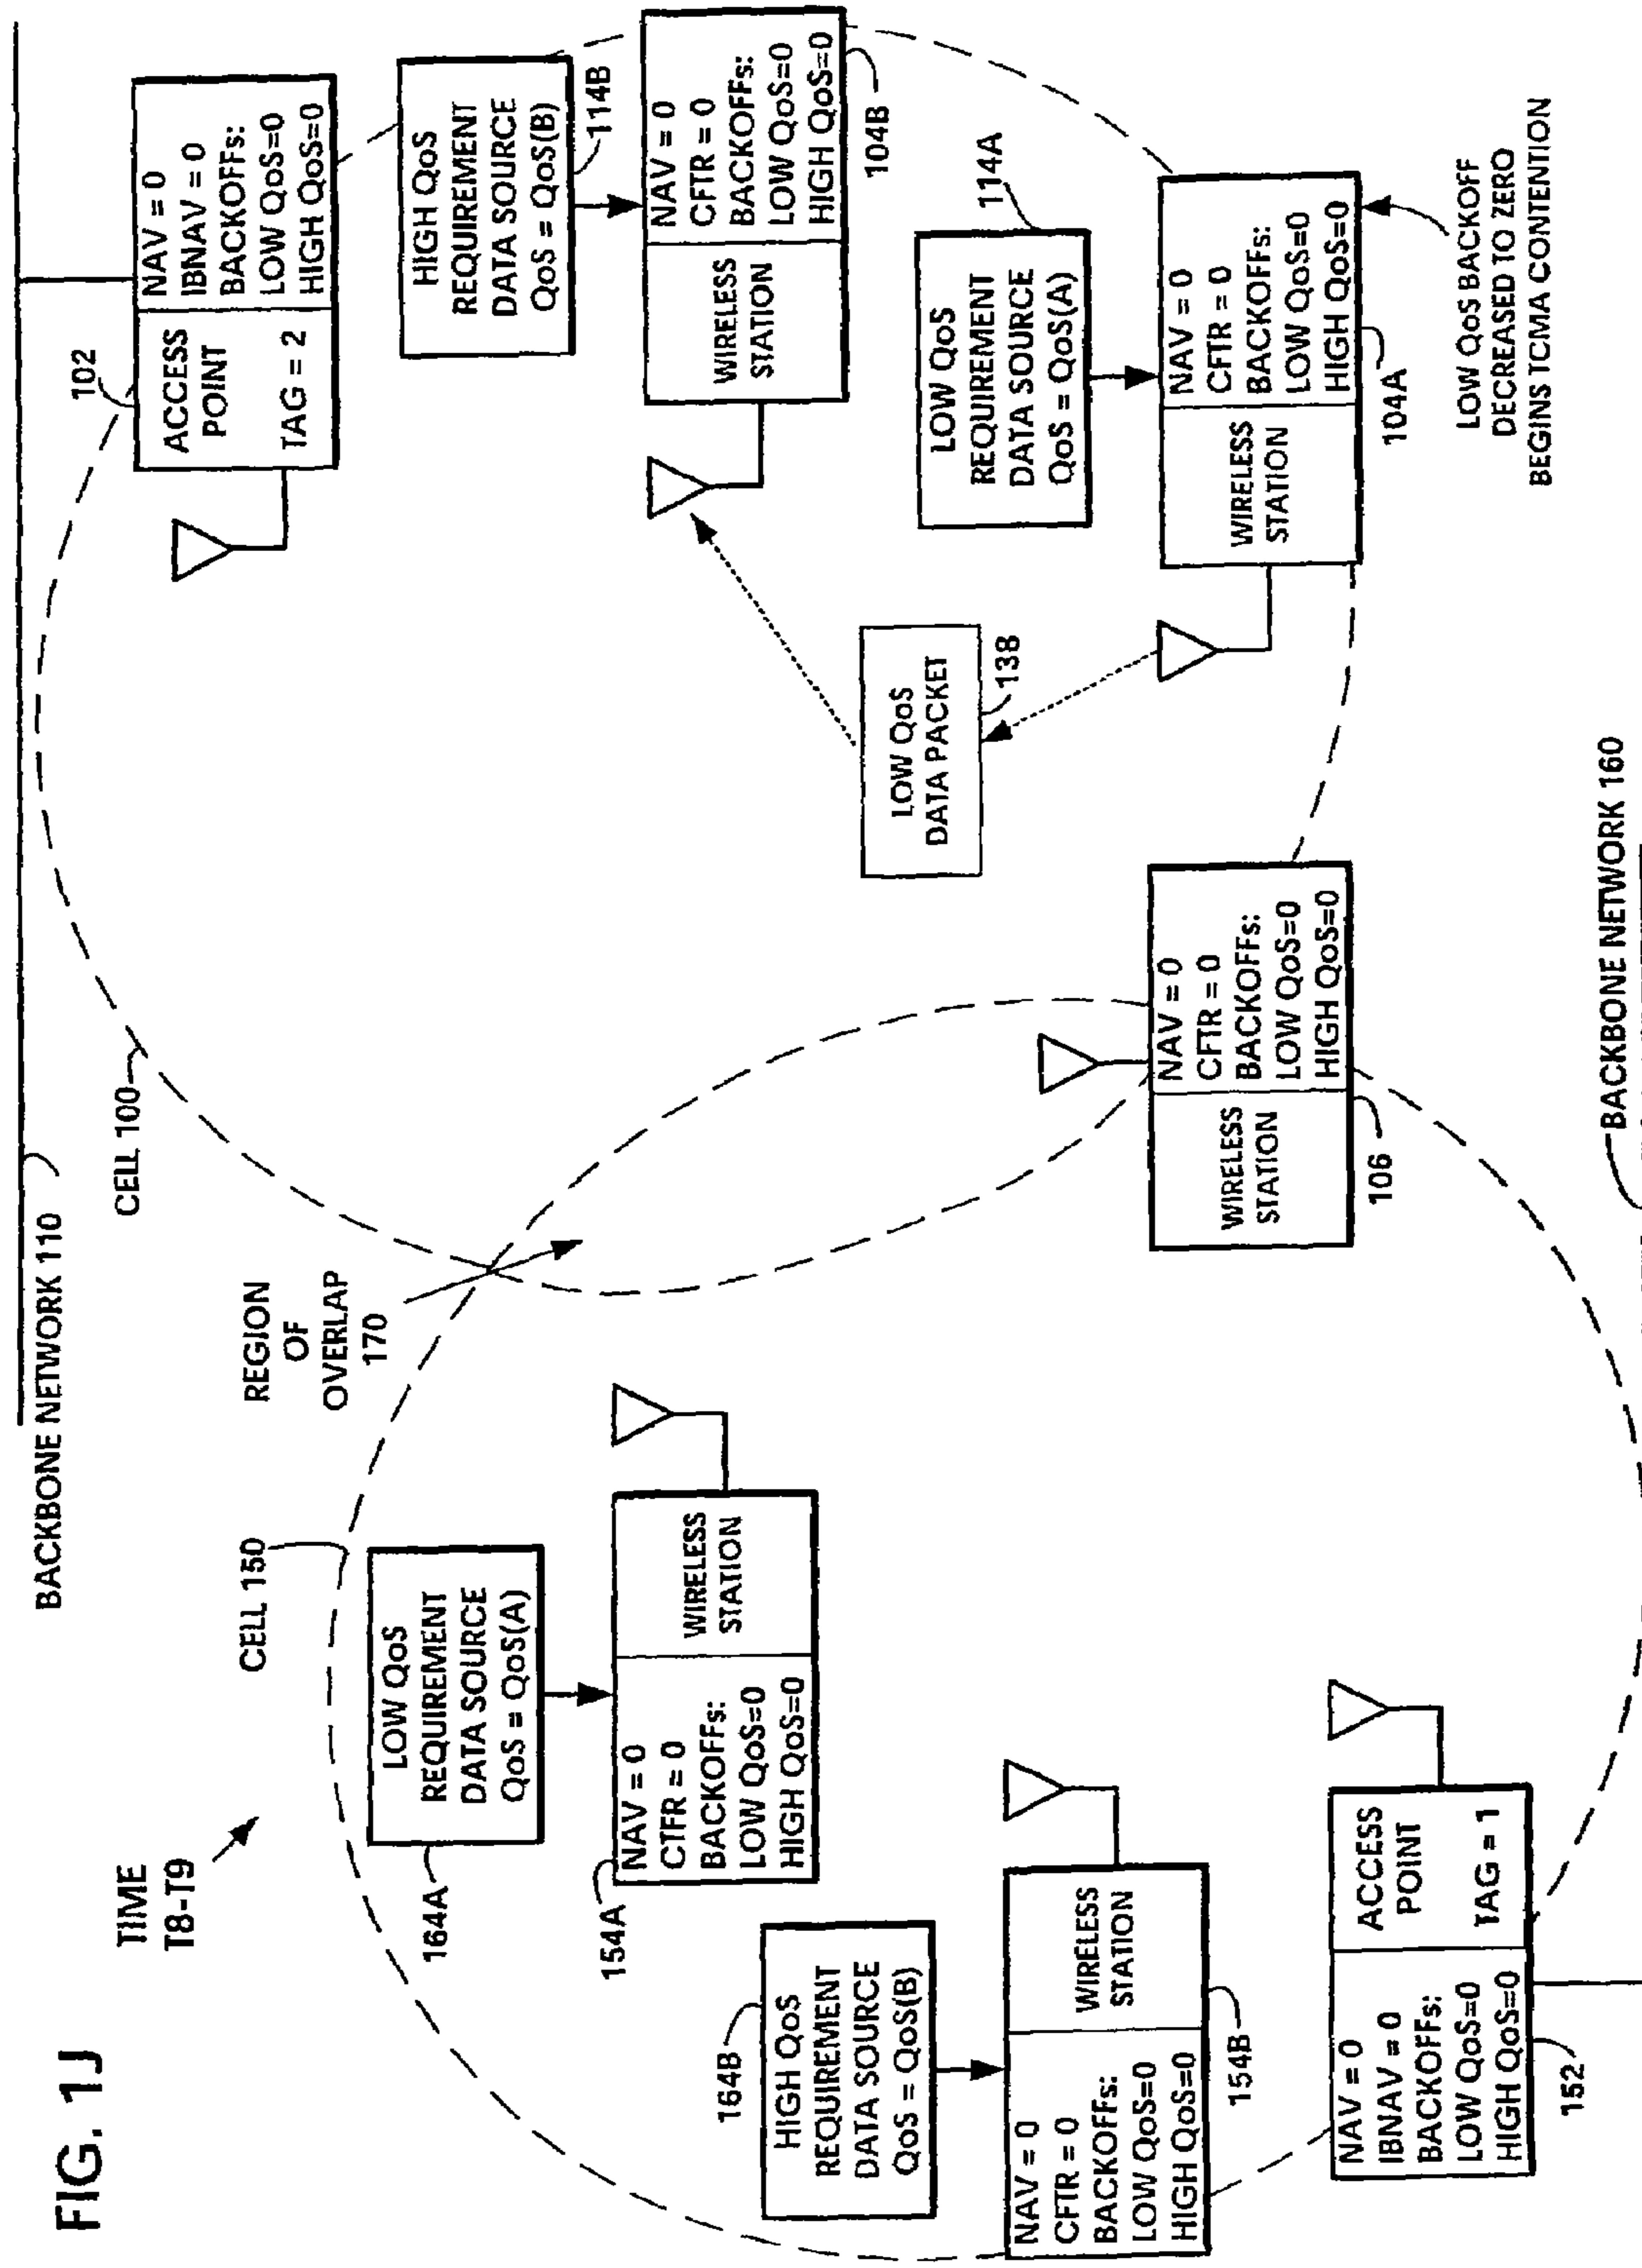 FIG. 1J
TIME
T8-T9
BACKBONE NETWORK 110
CELL 150
CELL 100
REGION
OF
OVERLAP
170
164A
LOW QoS
REQUIREMENT
DATA SOURCE
QoS = QoS(A)
154A
NAV = 0
CTFR = 0
BACKOFFs:
LOW QoS=0
HIGH QoS=0
WIRELESS
STATION
164B
HIGH QoS
REQUIREMENT
DATA SOURCE
QoS = QoS(B)
NAV = 0
CFTR = 0
BACKOFFs:
LOW QoS=0
HIGH QoS=0
WIRELESS
STATION
154B
NAV = 0
IBNAV = 0
BACKOFFs:
LOW QoS=0
HIGH QoS=0
ACCESS
POINT
TAG = 1
152
102
ACCESS
POINT
TAG = 2
NAV = 0
IBNAV = 0
BACKOFFs:
LOW QoS=0
HIGH QoS=0
HIGH QoS
REQUIREMENT
DATA SOURCE
QoS = QoS(B)
114B
WIRELESS
STATION
NAV = 0
CFTR = 0
BACKOFFs:
LOW QoS=0
HIGH QoS=0
104B
LOW QoS
DATA PACKET
138
114A
LOW QoS
REQUIREMENT
DATA SOURCE
QoS = QoS(A)
WIRELESS
STATION
NAV = 0
CFTR = 0
BACKOFFs:
LOW QoS=0
HIGH QoS=0
104A
LOW QoS BACKOFF
DECREASED TO ZERO
BEGINS TCMA CONTENTION
WIRELESS
STATION
NAV = 0
CFTR = 0
BACKOFFs:
LOW QoS=0
HIGH QoS=0
106
BACKBONE NETWORK 160